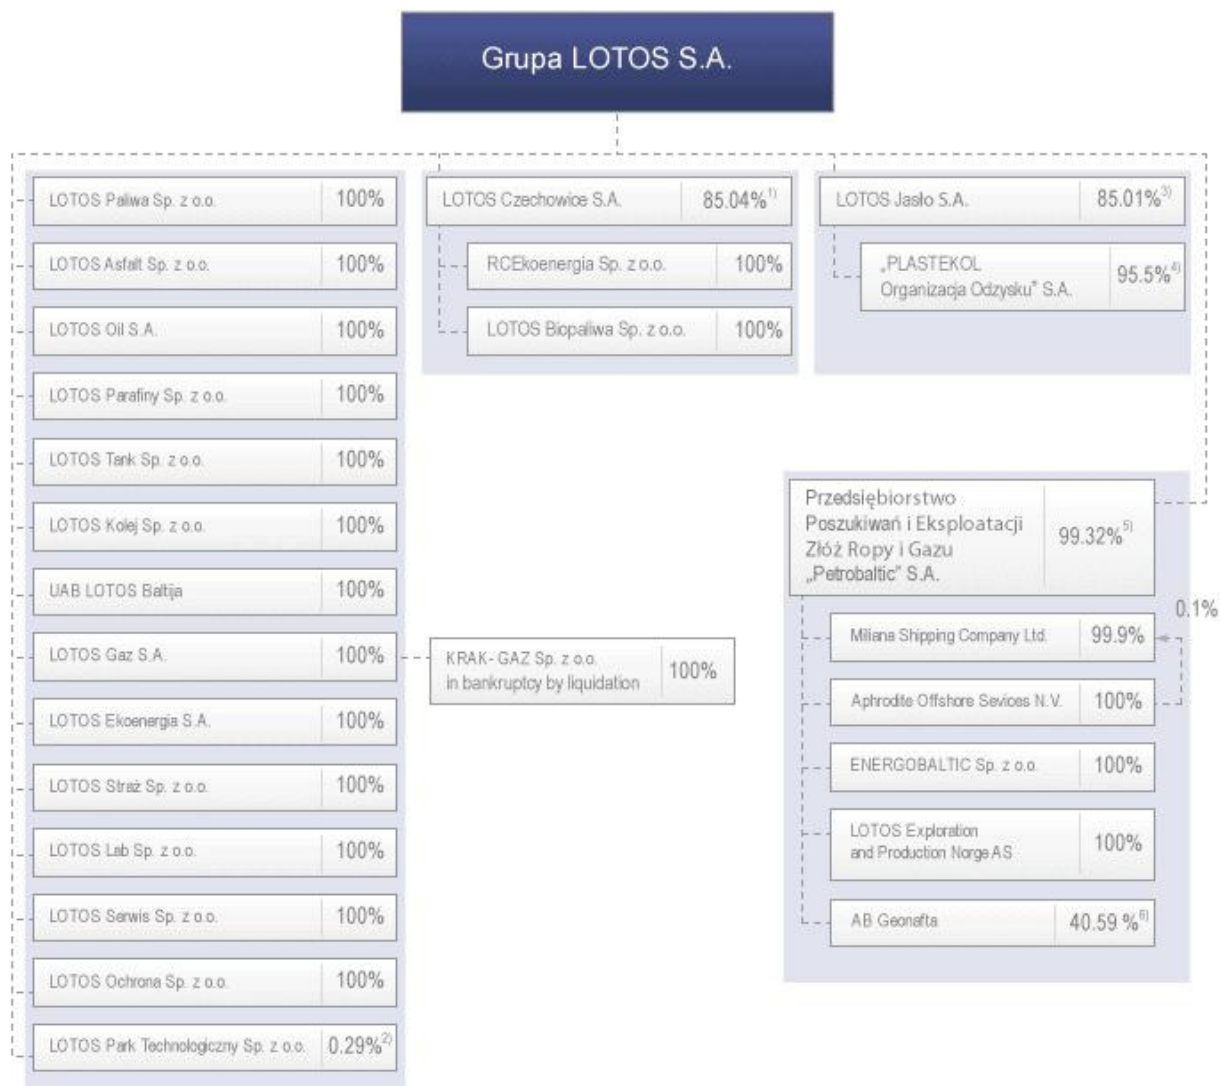 Grupa LOTOS S.A.
LOTOS Paliwa Sp. z o.o. 100%
LOTOS Asfalt Sp. z o.o. 100%
LOTOS Oil S.A. 100%
LOTOS Parafiny Sp. z o.o. 100%
LOTOS Tank Sp. z o.o. 100%
LOTOS Kolej Sp. z o.o. 100%
UAB LOTOS Baltija 100%
LOTOS Gaz S.A. 100%
LOTOS Ekoenergia S.A. 100%
LOTOS Straż Sp. z o.o. 100%
LOTOS Lab Sp. z o.o. 100%
LOTOS Serwis Sp. z o.o. 100%
LOTOS Ochrona Sp. z o.o. 100%
LOTOS Park Technologiczny Sp. z o.o. 0.29%2)
LOTOS Czechowice S.A. 85.04%1)
RCEkoenergia Sp. z o.o. 100%
LOTOS Biopaliwa Sp. z o.o. 100%
KRAK- GAZ Sp. z o.o.
in bankruptcy by liquidation
100%
LOTOS Jasło S.A. 85.01%3)
„PLASTEKOL
Organizacja Odzysku” S.A.
95.5%4)
Przedsiębiorstwo
Poszukiwań i Eksploatacji
Złóż Ropy i Gazu
„Petrobaltic” S.A.
99.32%5)
0.1%
Miliana Shipping Company Ltd. 99.9%
Aphrodite Offshore Sevices N.V. 100%
ENERGOBALTIC Sp. z o.o. 100%
LOTOS Exploration
and Production Norge AS
100%
AB Geonafta 40.59 %6)